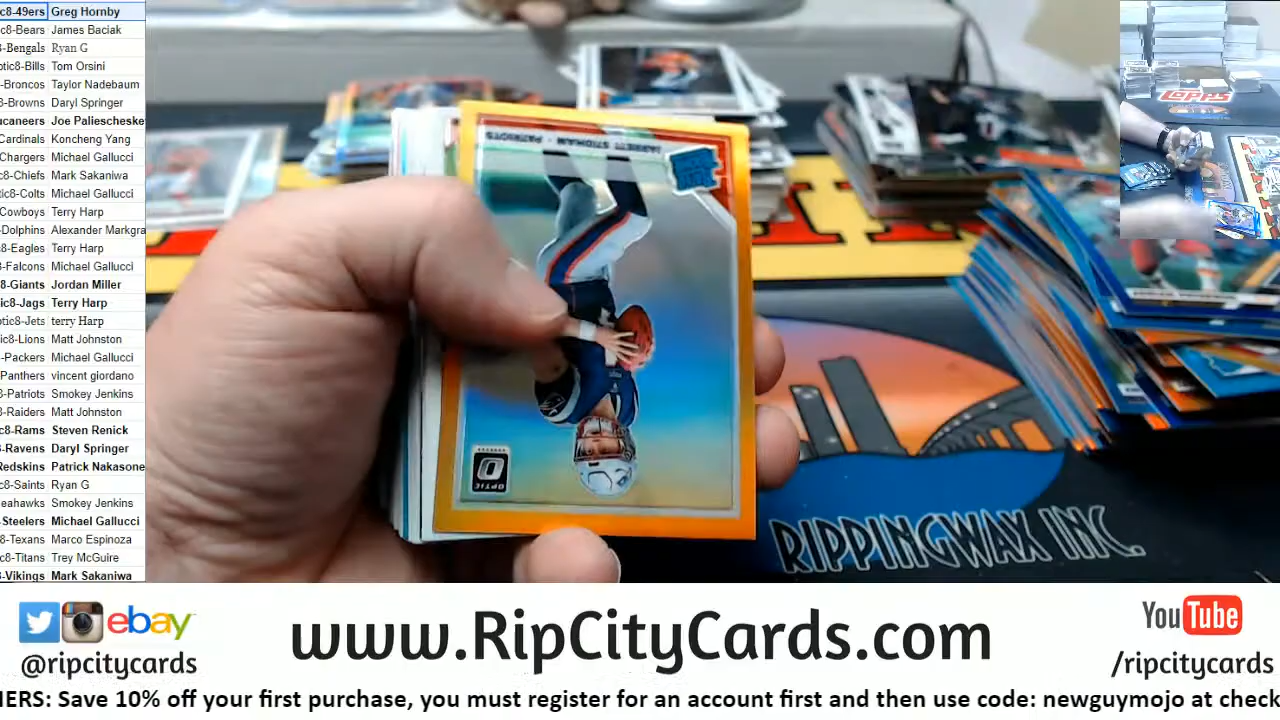 c8-49ers Greg Hornby
c8-Bears James Baciak
8-Bengals Ryan G
otic8-Bills Tom Orsini
-Broncos Taylor Nadebaum
8-Browns Daryl Springer
ucaneers Joe Paliescheske
Cardinals Koncheng Yang
Chargers Michael Gallucci
c8-Chiefs Mark Sakaniwa
tic8-Colts Michael Gallucci
Cowboys Terry Harp
-Dolphins Alexander Markgra
c8-Eagles Terry Harp
8-Falcons Michael Gallucci
c8-Giants Jordan Miller
tic8-Jags Terry Harp
otic8-Jets terry Harp
ic8-Lions Matt Johnston
-Packers Michael Gallucci
-Panthers vincent giordano
8-Patriots Smokey Jenkins
8-Raiders Matt Johnston
c8-Rams Steven Renick
8-Ravens Daryl Springer
Redskins Patrick Nakasone
c8-Saints Ryan G
eahawks Smokey Jenkins
-Steelers Michael Gallucci
8-Texans Marco Espinoza
c8-Titans Trey McGuire
8-Vikings Mark Sakaniwa
JARRETT STIDHAM - PATRIOTS
OPTIC
Topps
RIPPINGWAX INC.
ebay
@ripcitycards
www.RipCityCards.com
YouTube
/ripcitycards
NERS: Save 10% off your first purchase, you must register for an account first and then use code: newguymojo at check